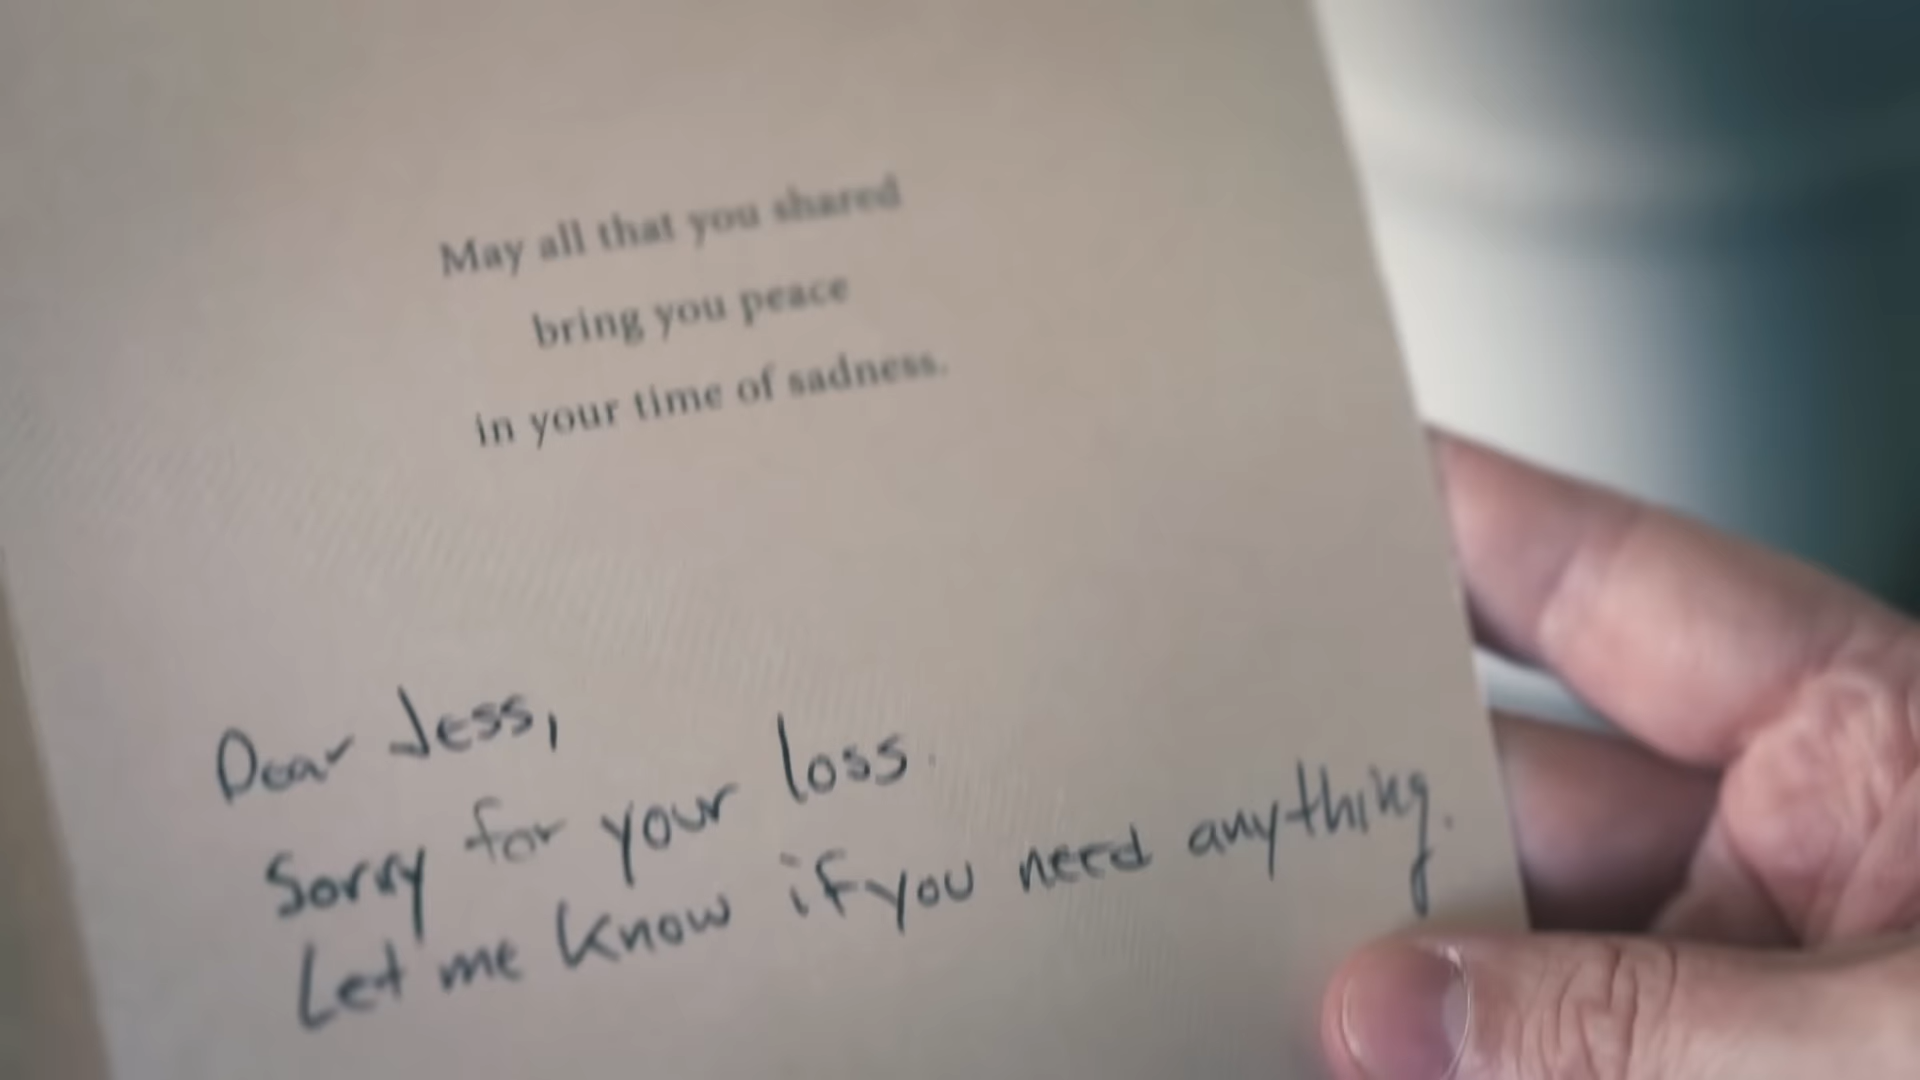 May all that you shared
bring you peace
in your time of sadness.
Dear Jess,
Sorry for your loss.
Let me know if you need anything.